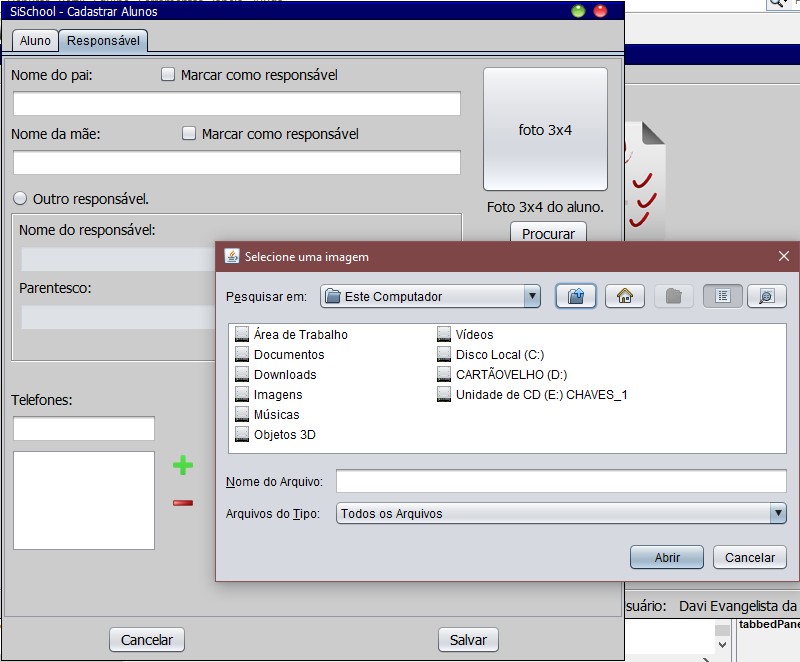 SiSchool - Cadastrar Alunos
Aluno
Responsável
Nome do pai:
Marcar como responsável
Nome da mãe:
Marcar como responsável
foto 3x4
Foto 3x4 do aluno.
Procurar
Outro responsável.
Nome do responsável:
Parentesco:
Telefones:
Cancelar
Salvar
Selecione uma imagem
Pesquisar em:
Este Computador
Área de Trabalho
Documentos
Downloads
Imagens
Músicas
Objetos 3D
Vídeos
Disco Local (C:)
CARTÃOVELHO (D:)
Unidade de CD (E:) CHAVES_1
Nome do Arquivo:
Arquivos do Tipo:
Todos os Arquivos
Abrir
Cancelar
suário: Davi Evangelista da
tabbedPane